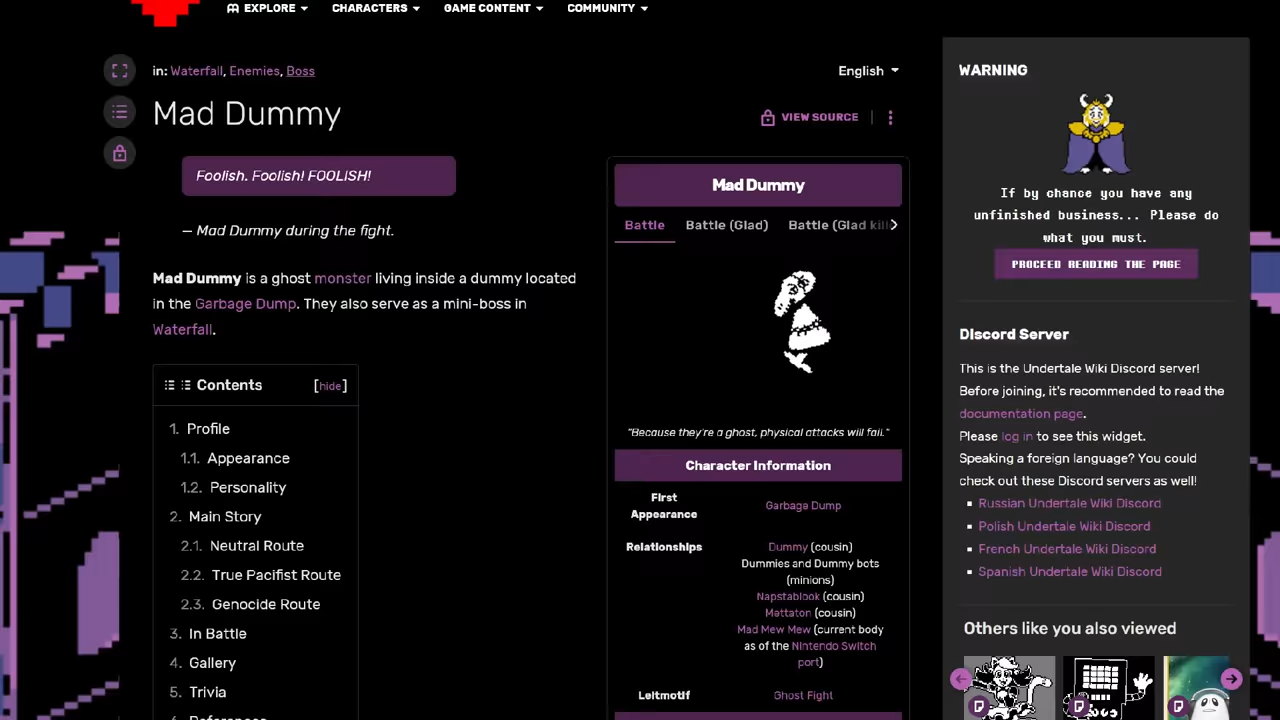 EXPLORE CHARACTERS GAME CONTENT COMMUNITY
in: Waterfall, Enemies, Boss
English
Mad Dummy
VIEW SOURCE
Foolish. Foolish! FOOLISH!
— Mad Dummy during the fight.
Mad Dummy is a ghost monster living inside a dummy located
in the Garbage Dump. They also serve as a mini-boss in
Waterfall.
Contents [hide]
1. Profile
1.1. Appearance
1.2. Personality
2. Main Story
2.1. Neutral Route
2.2. True Pacifist Route
2.3. Genocide Route
3. In Battle
4. Gallery
5. Trivia
6. References
Mad Dummy
Battle Battle (Glad) Battle (Glad kill
"Because they're a ghost, physical attacks will fail."
Character Information
First
Appearance
Garbage Dump
Relationships
Dummy (cousin)
Dummies and Dummy bots
(minions)
Napstablook (cousin)
Mettaton (cousin)
Mad Mew Mew (current body
as of the Nintendo Switch
port)
Leitmotif
Ghost Fight
WARNING
If by chance you have any
unfinished business... Please do
what you must.
PROCEED READING THE PAGE
Discord Server
This is the Undertale Wiki Discord server!
Before joining, it's recommended to read the
documentation page.
Please log in to see this widget.
Speaking a foreign language? You could
check out these Discord servers as well!
Russian Undertale Wiki Discord
Polish Undertale Wiki Discord
French Undertale Wiki Discord
Spanish Undertale Wiki Discord
Others like you also viewed